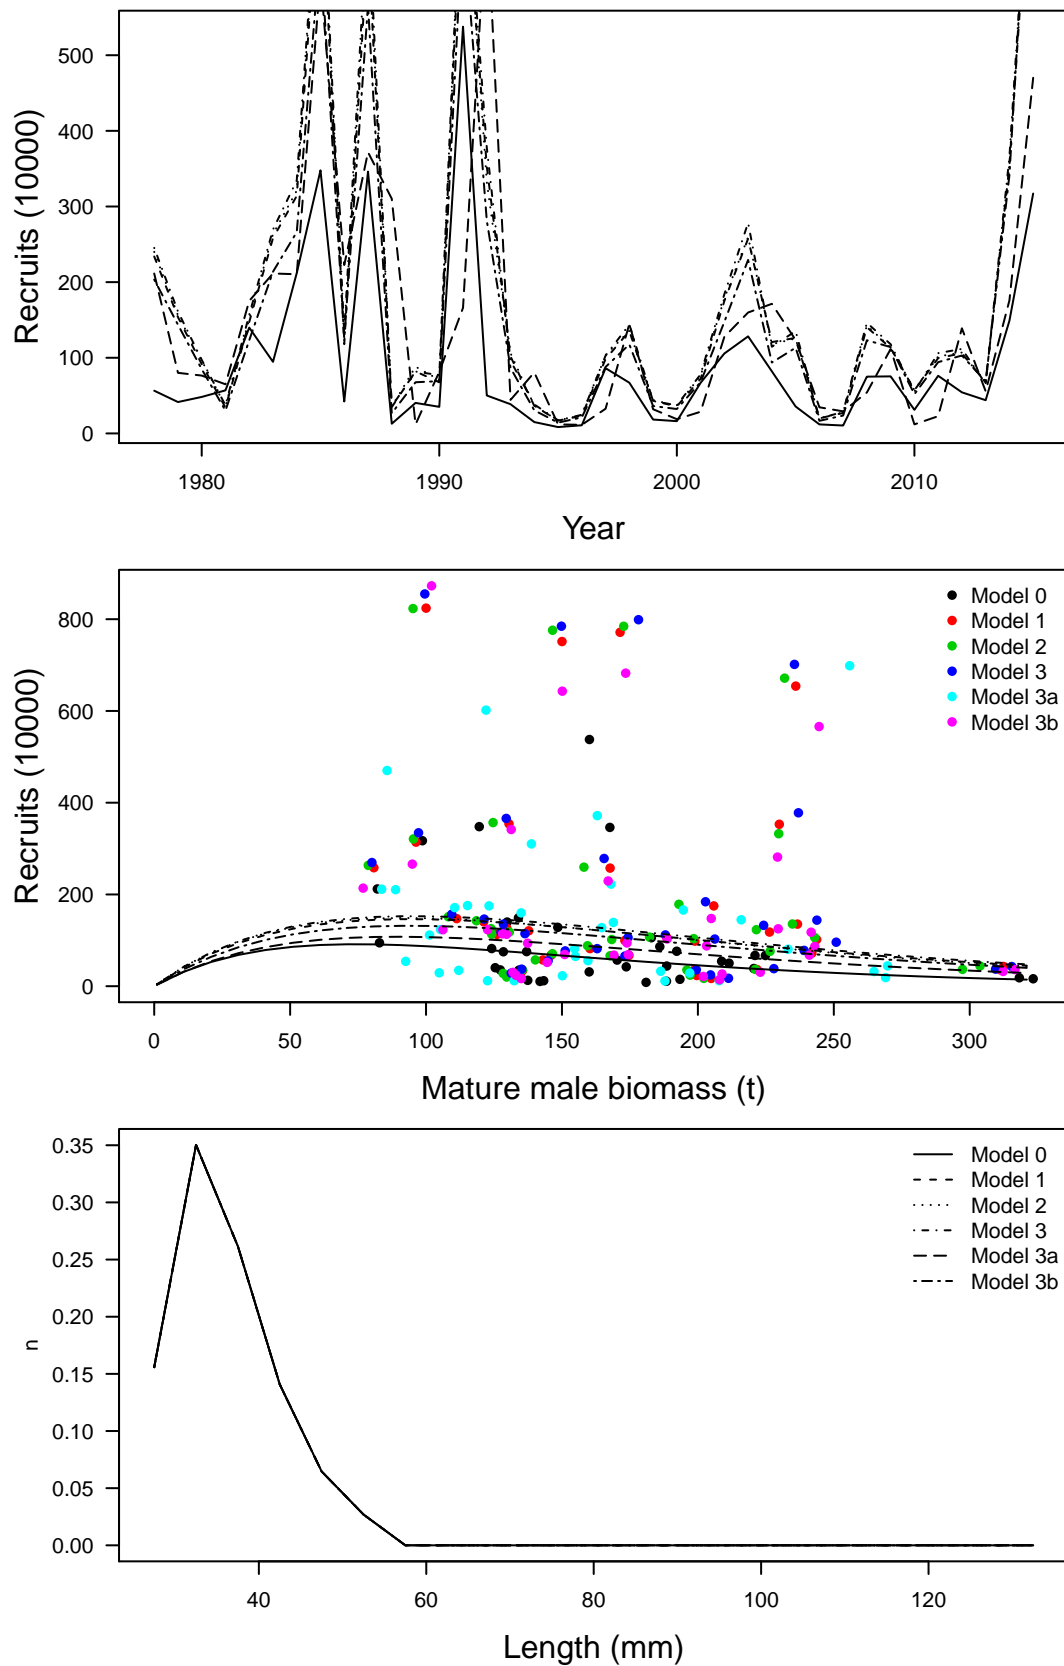 500
400
300
200
100
0
Recruits (10000)
1980
1990
2000
2010
Year
800
600
400
200
0
Recruits (10000)
Model 0
Model 1
Model 2
Model 3
Model 3a
Model 3b
0
50
100
150
200
250
300
Mature male biomass (t)
0.35
0.30
0.25
0.20
0.15
0.10
0.05
0.00
n
Model 0
Model 1
Model 2
Model 3
Model 3a
Model 3b
40
60
80
100
120
Length (mm)